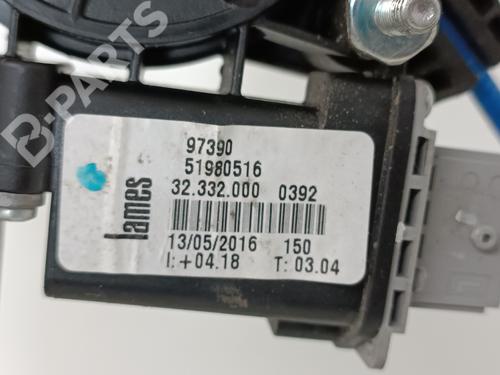 97390
51980516
32.332.000 0392
lames
13/05/2016 150
I: +04.18 T: 03.04
B-PARTS